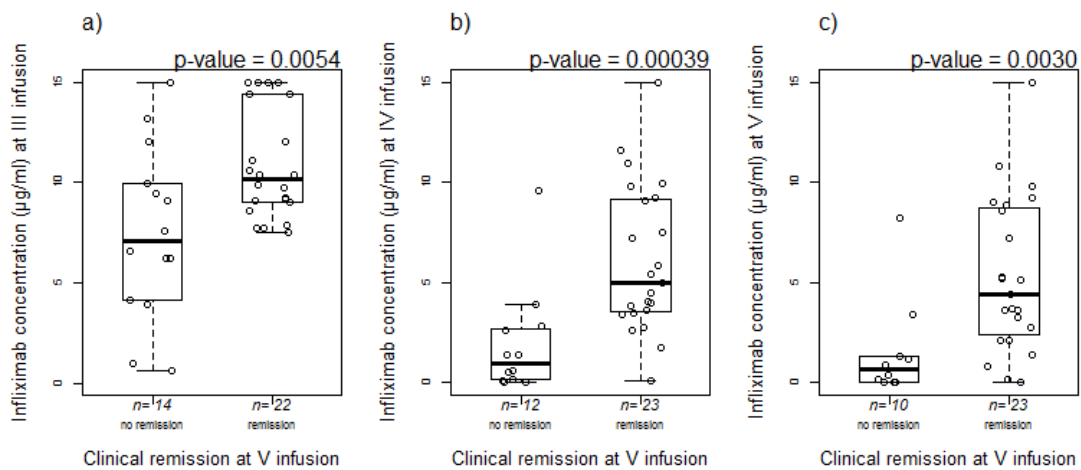 a)
p-value = 0.0054
Infliximab concentration (µg/ml) at III infusion
15
10
5
0
n=14
n=22
no remission
remission
Clinical remission at V infusion
b)
p-value = 0.00039
Infliximab concentration (µg/ml) at IV infusion
15
10
5
0
n=12
n=23
no remission
remission
Clinical remission at V infusion
c)
p-value = 0.0030
Infliximab concentration (µg/ml) at V infusion
15
10
5
0
n=10
n=23
no remission
remission
Clinical remission at V infusion